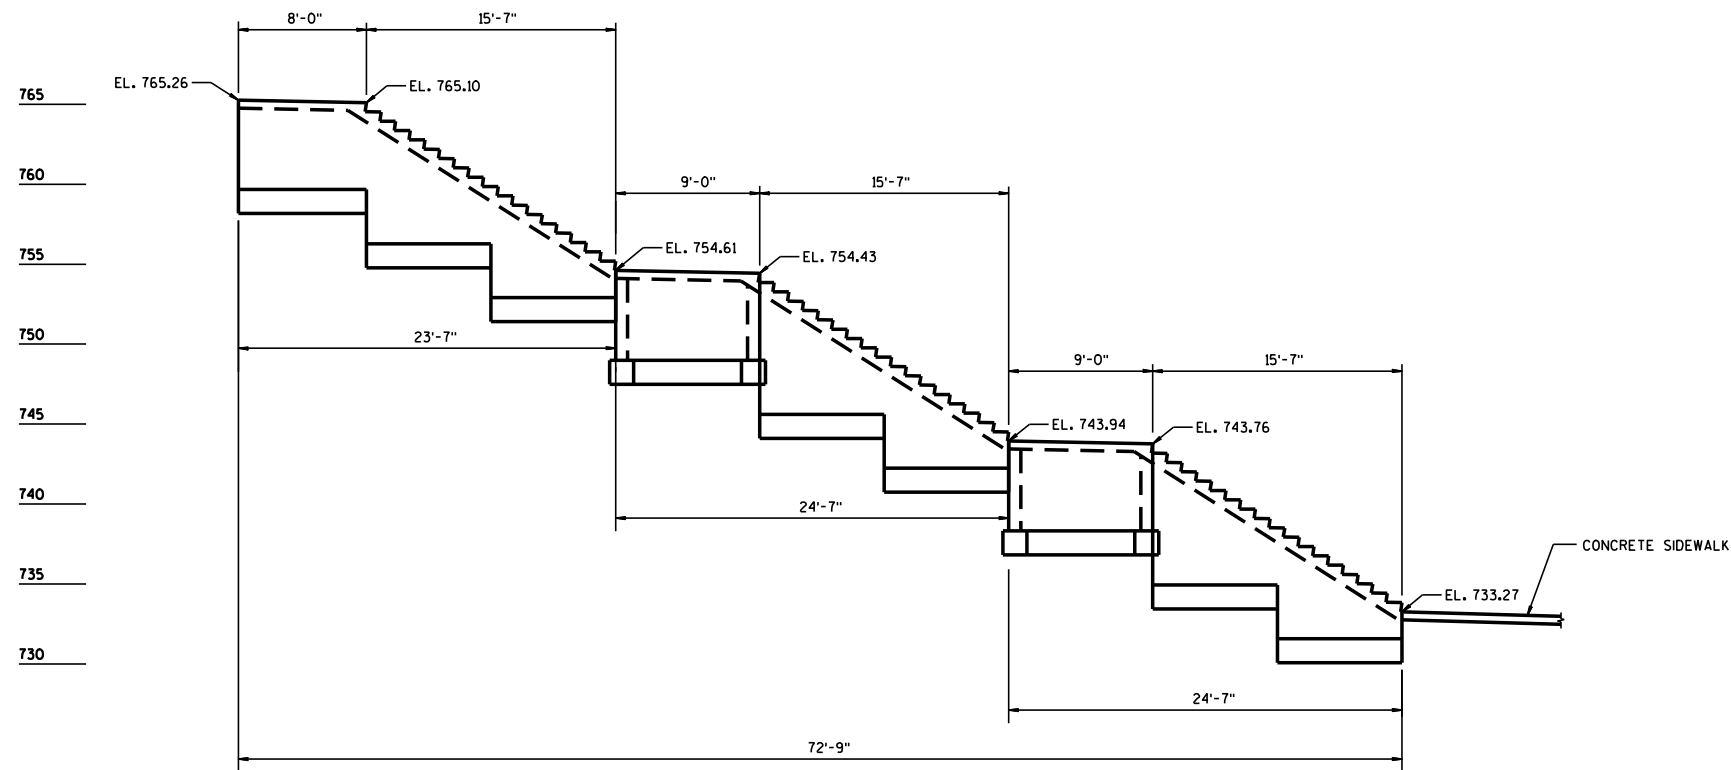 8'-0"
15'-7"
EL. 765.26
EL. 765.10
765
760
9'-0"
15'-7"
755
EL. 754.61
EL. 754.43
750
23'-7"
9'-0"
15'-7"
745
EL. 743.94
EL. 743.76
740
24'-7"
CONCRETE SIDEWALK
735
EL. 733.27
730
24'-7"
72'-9"